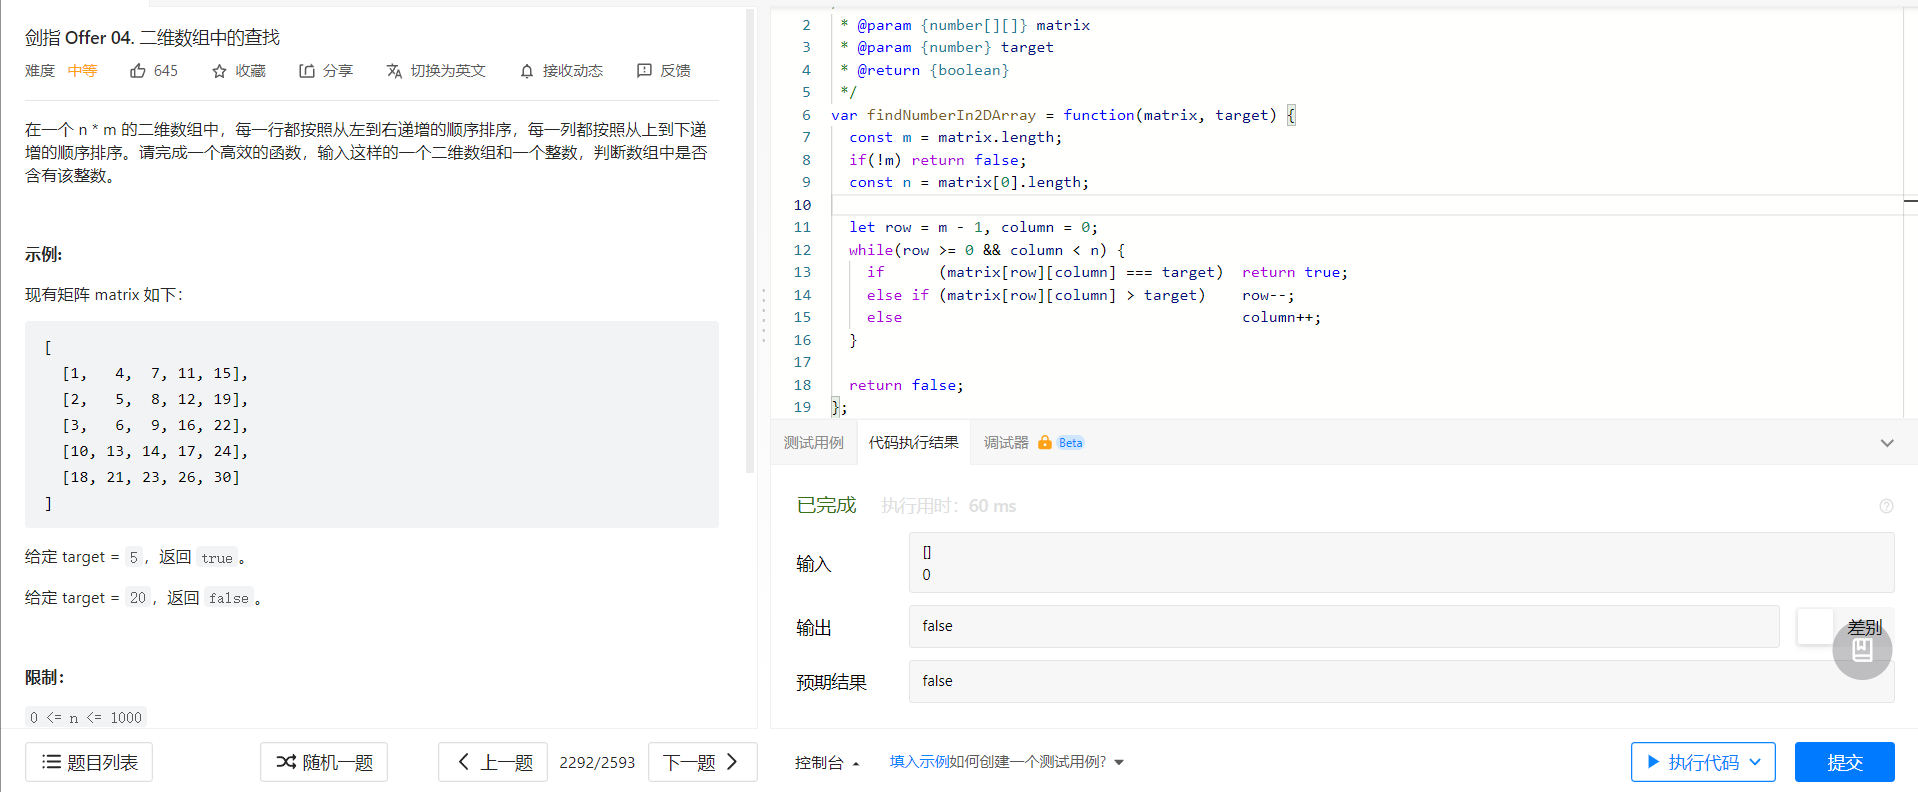 剑指 Offer 04. 二维数组中的查找
难度 中等 645 收藏 分享 切换为英文 接收动态 反馈
在一个 n * m 的二维数组中，每一行都按照从左到右递增的顺序排序，每一列都按照从上到下递
增的顺序排序。请完成一个高效的函数，输入这样的一个二维数组和一个整数，判断数组中是否
含有该整数。
示例:
现有矩阵 matrix 如下：
[
[1,   4,  7, 11, 15],
[2,   5,  8, 12, 19],
[3,   6,  9, 16, 22],
[10, 13, 14, 17, 24],
[18, 21, 23, 26, 30]
]
给定 target = 5，返回 true 。
给定 target = 20，返回 false 。
限制：
0 <= n <= 1000
题目列表 随机一题 上一题 2292/2593 下一题
2 * @param {number[][]} matrix
3 * @param {number} target
4 * @return {boolean}
5 */
6 var findNumberIn2DArray = function(matrix, target) {
7 const m = matrix.length;
8 if(!m) return false;
9 const n = matrix[0].length;
10
11 let row = m - 1, column = 0;
12 while(row >= 0 && column < n) {
13 if      (matrix[row][column] === target)  return true;
14 else if (matrix[row][column] > target)    row--;
15 else                                      column++;
16 }
17
18 return false;
19 };
测试用例 代码执行结果 调试器 Beta
已完成 执行用时：60 ms
输入
[]
0
输出 false 差别
预期结果 false
控制台 填入示例 如何创建一个测试用例? 执行代码 提交